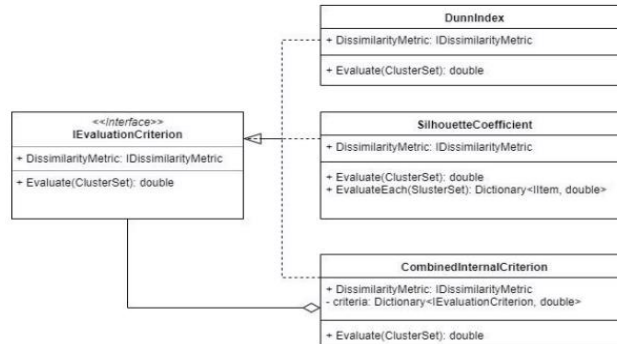 DunnIndex
+ DissimilarityMetric: IDissimilarityMetric
+ Evaluate(ClusterSet): double
<<Interface>>
IEvaluationCriterion
+ DissimilarityMetric: IDissimilarityMetric
+ Evaluate(ClusterSet): double
SilhouetteCoefficient
+ DissimilarityMetric: IDissimilarityMetric
+ Evaluate(ClusterSet): double
+ EvaluateEach(SlusterSet): Dictionary<IItem, double>
CombinedInternalCriterion
+ DissimilarityMetric: IDissimilarityMetric
- criteria: Dictionary<IEvaluationCriterion, double>
+ Evaluate(ClusterSet): double